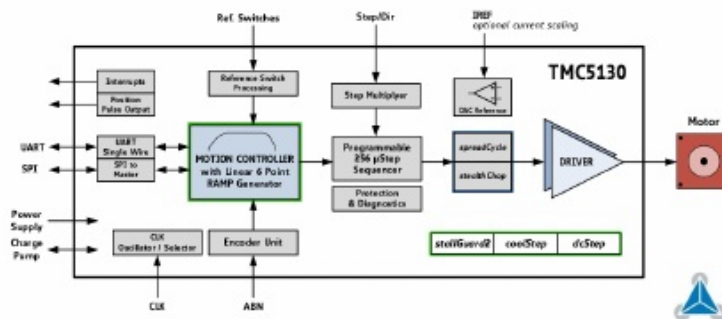 Ref. Switches
Step/Dir
IREF
optional current scaling
TMC5130
Interrupts
Position
Pulse Output
Reference Switch
Processing
Step Multiplyer
DAC Reference
Motor
UART
UART
Single Wire
SPI
SPI to
Master
MOTION CONTROLLER
with Linear 6 Point
RAMP Generator
Programmable
256 µStep
Sequencer
spreadCycle
stealthChop
DRIVER
Protection
& Diagnostics
Power
Supply
Charge
Pump
CLK
Oscillator / Selector
Encoder Unit
stallGuard2
coolStep
dcStep
CLK
ABN